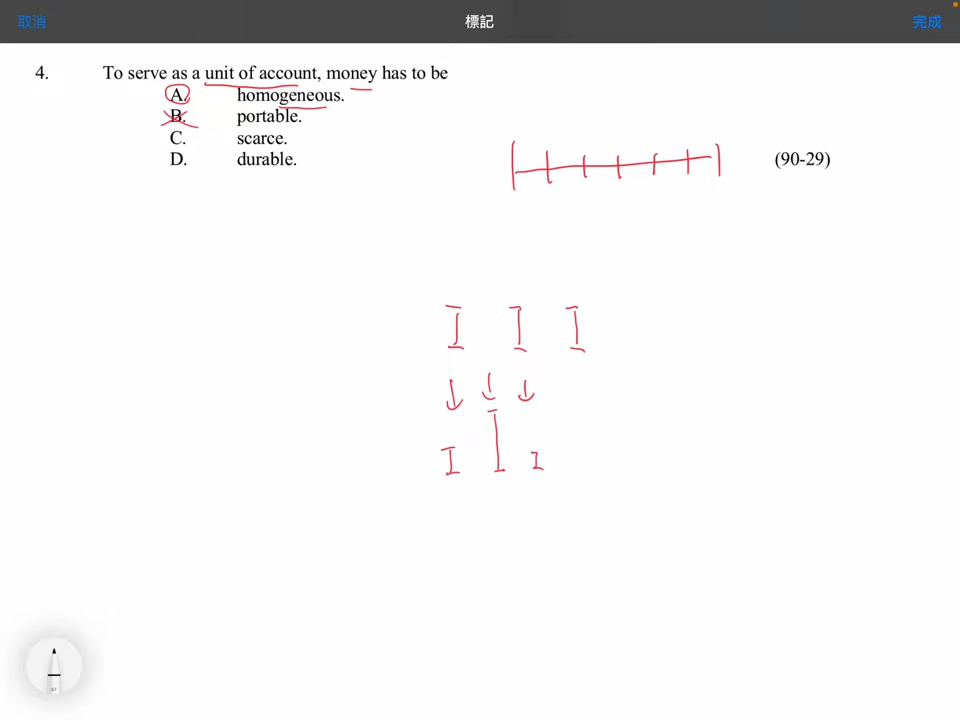 取消 標記 完成
4. To serve as a unit of account, money has to be
A. homogeneous.
B. portable.
C. scarce.
D. durable. (90-29)